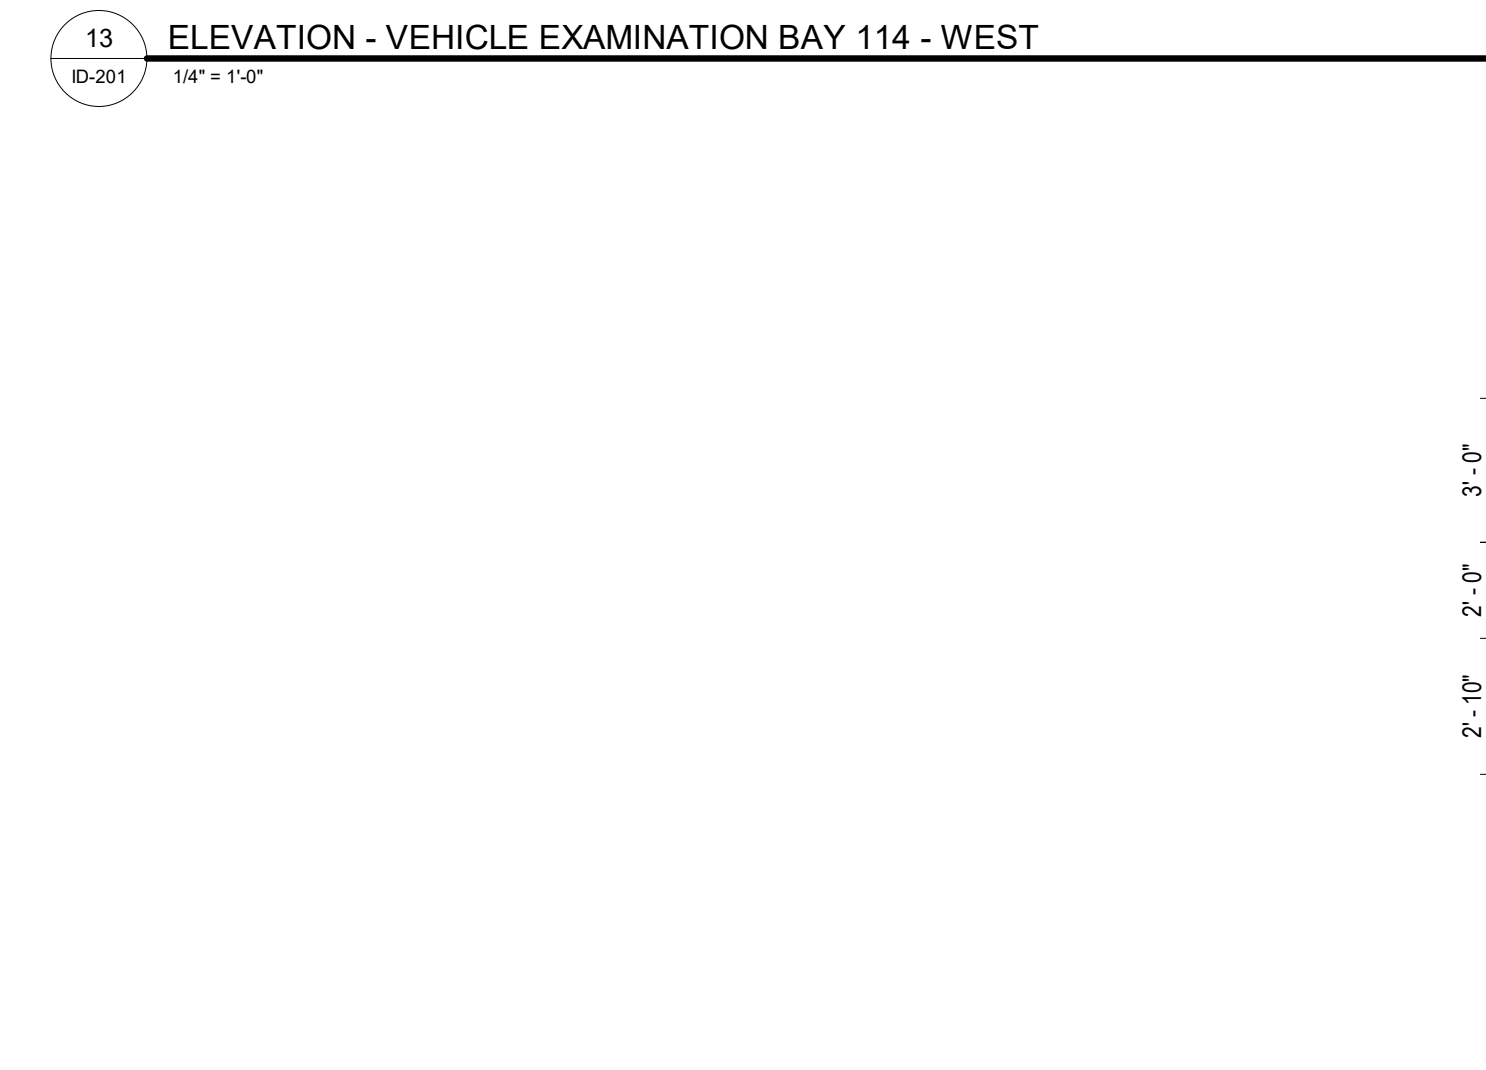 13
ELEVATION - VEHICLE EXAMINATION BAY 114 - WEST
ID-201
1/4" = 1'-0"
3' - 0"
2' - 0"
2' - 10"